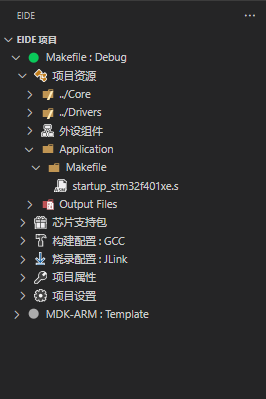 EIDE
EIDE 项目
Makefile : Debug
项目资源
../Core
../Drivers
外设组件
Application
Makefile
startup_stm32f401xe.s
Output Files
芯片支持包
构建配置 : GCC
烧录配置 : JLink
项目属性
项目设置
MDK-ARM : Template